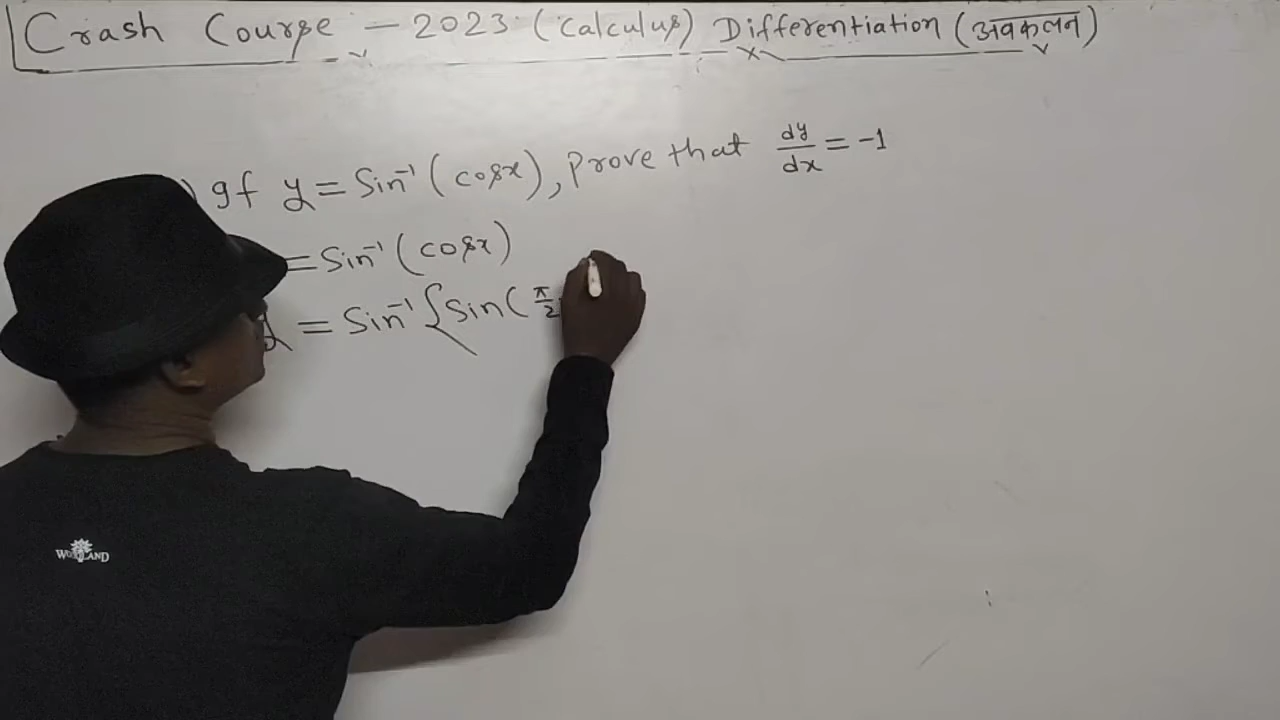 Crash Course - 2023 (Calculus) Differentiation (अवकलन)
) If y = Sin⁻¹ (cosx), Prove that dy/dx = -1
= Sin⁻¹ (cosx)
y = Sin⁻¹ { Sin ( π/2